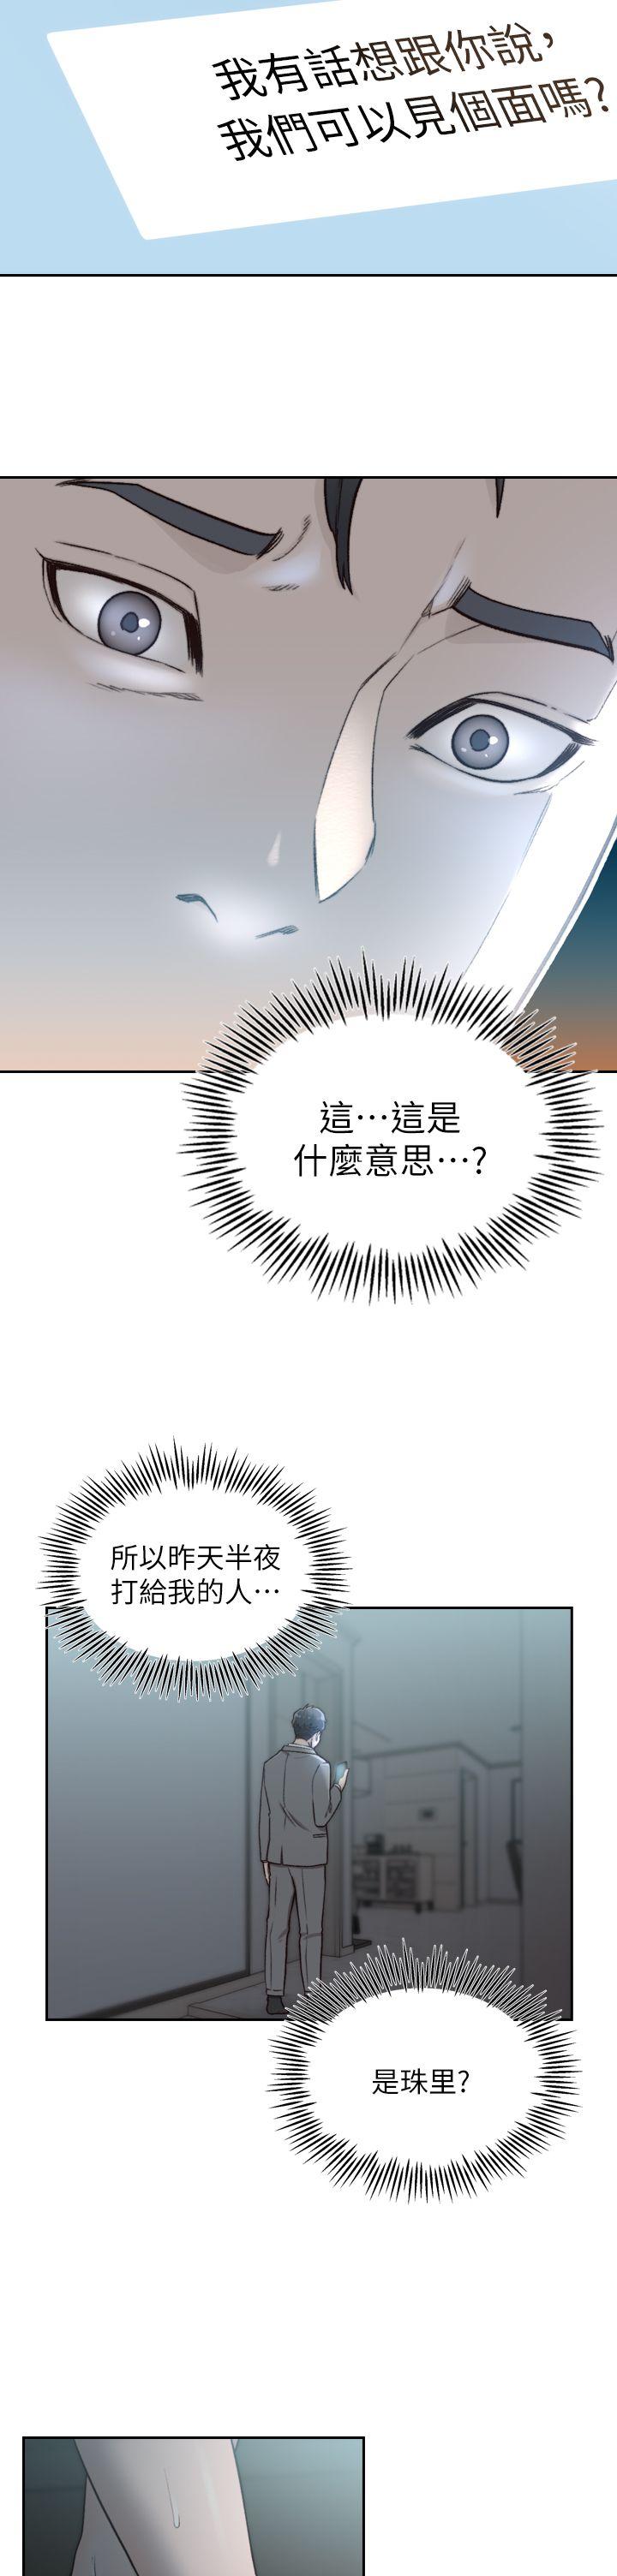 我有話想跟你說，
我們可以見個面嗎?
這…這是
什麼意思…?
所以昨天半夜
打給我的人…
是珠里?